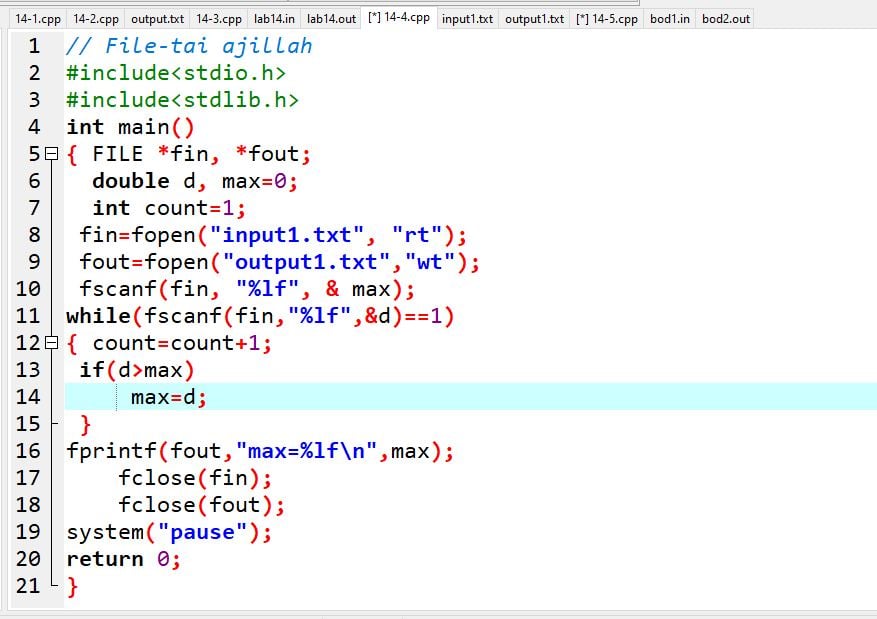 14-1.cpp 14-2.cpp output.txt 14-3.cpp lab14.in lab14.out [*] 14-4.cpp input1.txt output1.txt [*] 14-5.cpp bod1.in bod2.out
1 // File-tai ajillah
2 #include<stdio.h>
3 #include<stdlib.h>
4 int main()
5 { FILE *fin, *fout;
6 double d, max=0;
7 int count=1;
8 fin=fopen("input1.txt", "rt");
9 fout=fopen("output1.txt","wt");
10 fscanf(fin, "%lf", & max);
11 while(fscanf(fin,"%lf",&d)==1)
12 { count=count+1;
13 if(d>max)
14 max=d;
15 }
16 fprintf(fout,"max=%lf\n",max);
17 fclose(fin);
18 fclose(fout);
19 system("pause");
20 return 0;
21 }